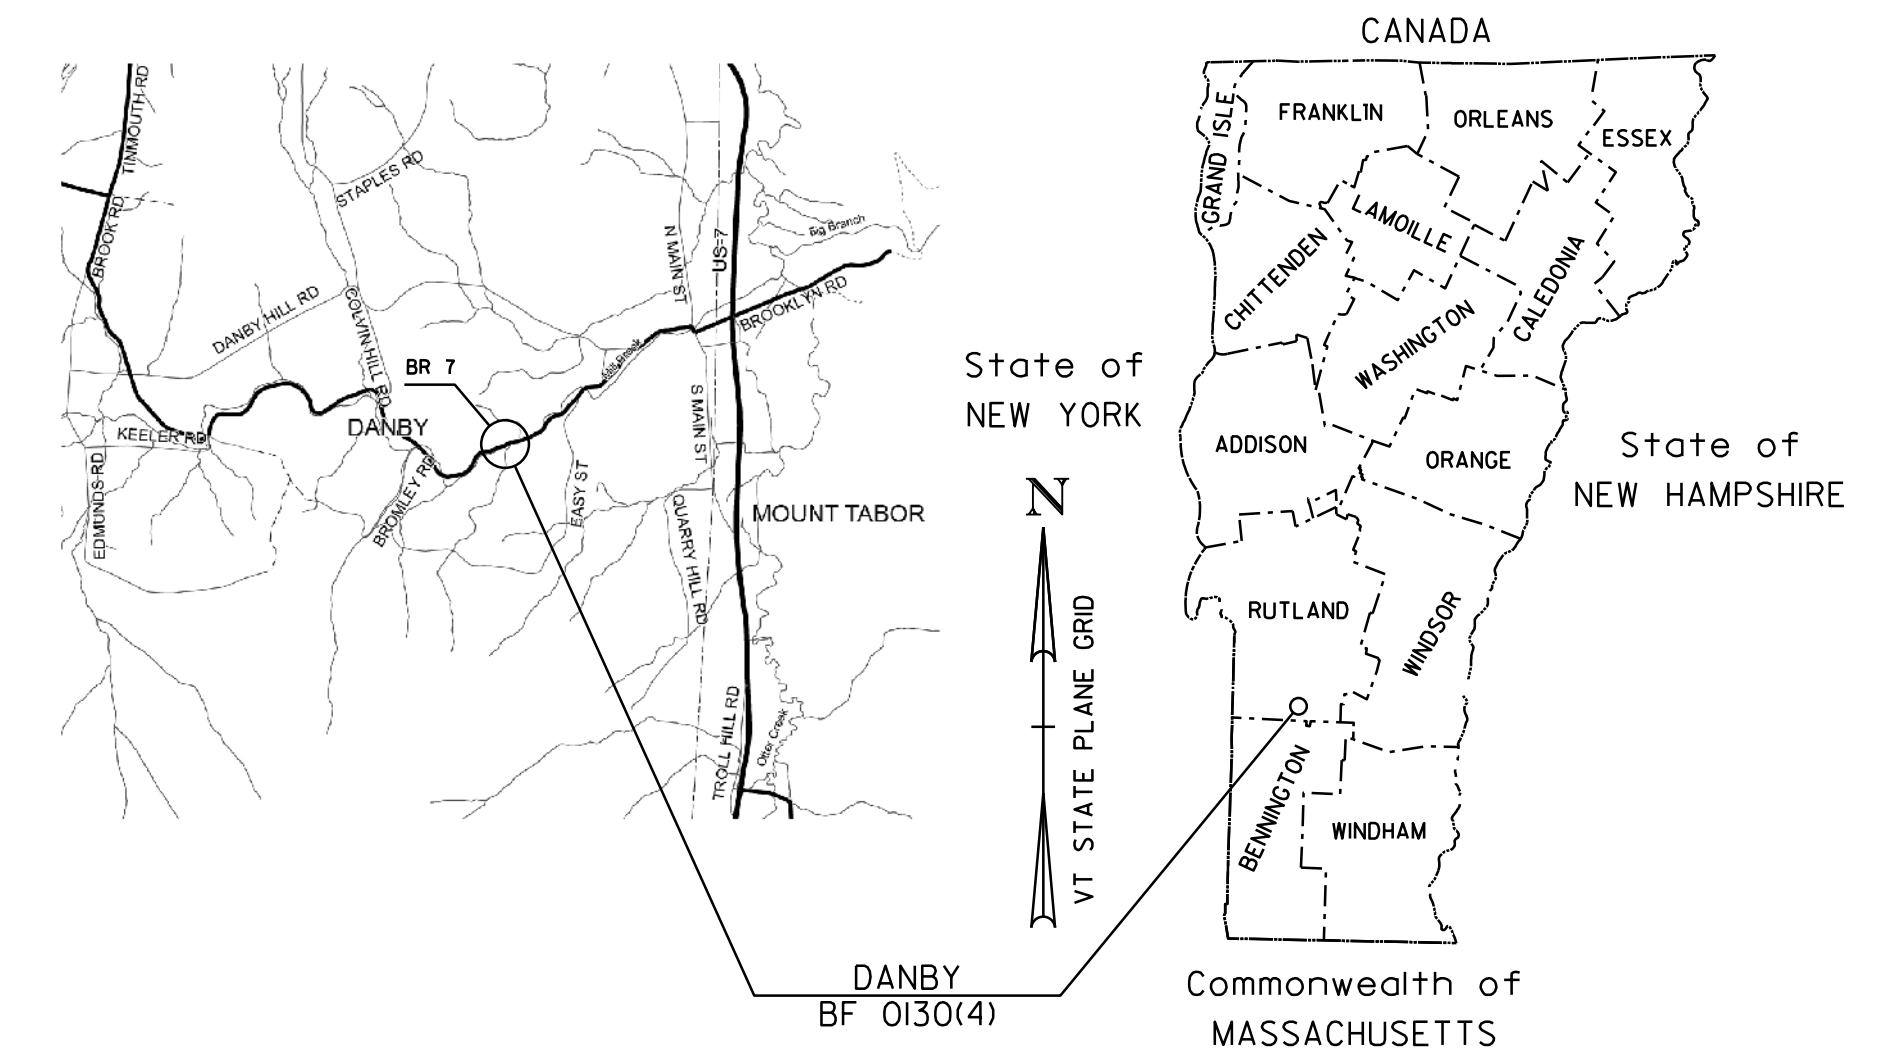 CANADA
TINMOUTH RD
BROOK RD
STAPLES RD
N MAIN ST
US-7
Big Branch
BROOKLYN RD
DANBY HILL RD
COLVIN HILL RD
BR 7
Mill Brook
DANBY
KEELER RD
EDMUNDS RD
BROMLEY RD
EASY ST
S MAIN ST
QUARRY HILL RD
MOUNT TABOR
TROLL HILL RD
Otter Creek
GRAND ISLE
FRANKLIN
ORLEANS
ESSEX
VI
LAMOILLE
CHITTENDEN
CALEDONIA
WASHINGTON
State of
NEW YORK
ADDISON
ORANGE
State of
NEW HAMPSHIRE
N
VT STATE PLANE GRID
RUTLAND
WINDSOR
BENNINGTON
WINDHAM
DANBY
BF 0130(4)
Commonwealth of
MASSACHUSETTS